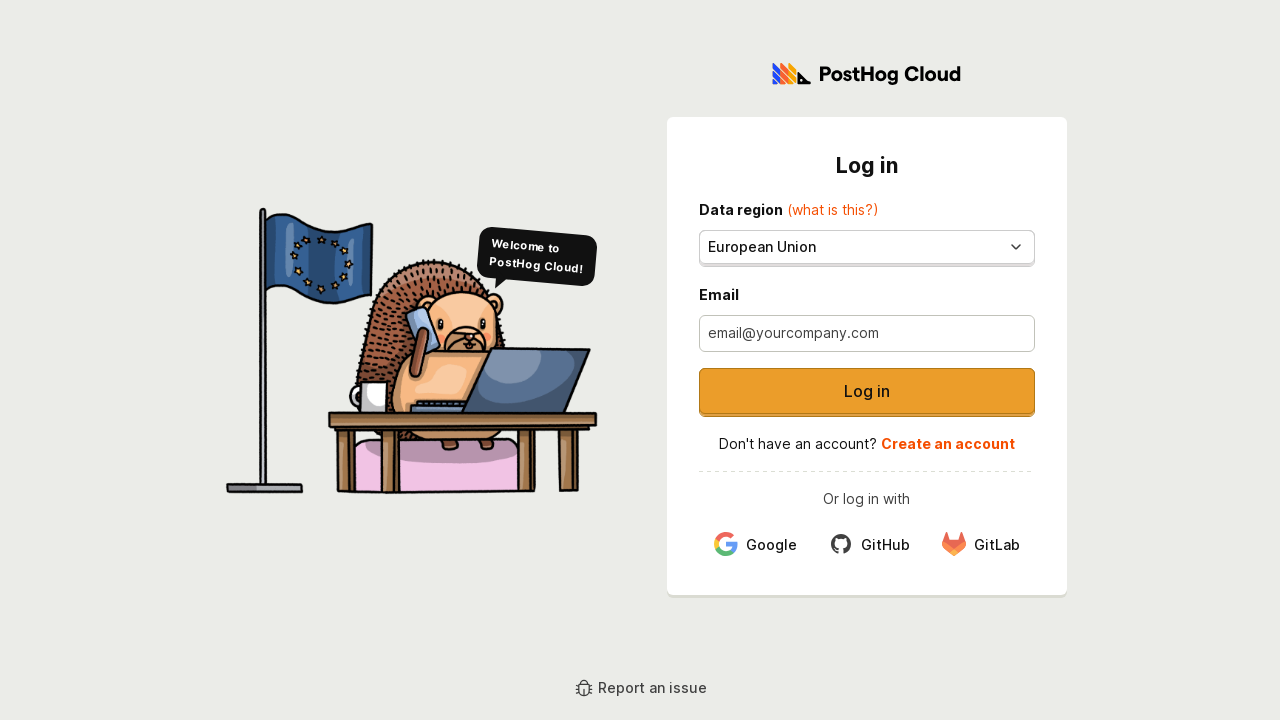 PostHog Cloud
Log in
Data region (what is this?)
European Union
Email
email@yourcompany.com
Log in
Don't have an account? Create an account
Or log in with
Google
GitHub
GitLab
Welcome to
PostHog Cloud!
Report an issue